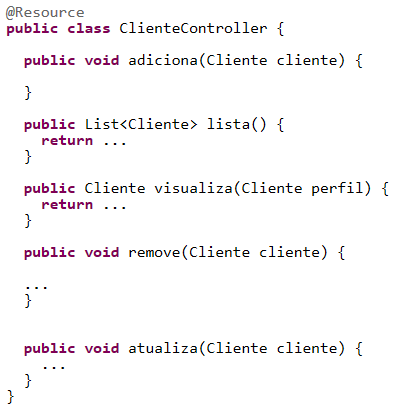 @Resource
public class ClienteController {
public void adiciona(Cliente cliente) {
}
public List<Cliente> lista() {
return ...
}
public Cliente visualiza(Cliente perfil) {
return ...
}
public void remove(Cliente cliente) {
...
}
public void atualiza(Cliente cliente) {
...
}
}